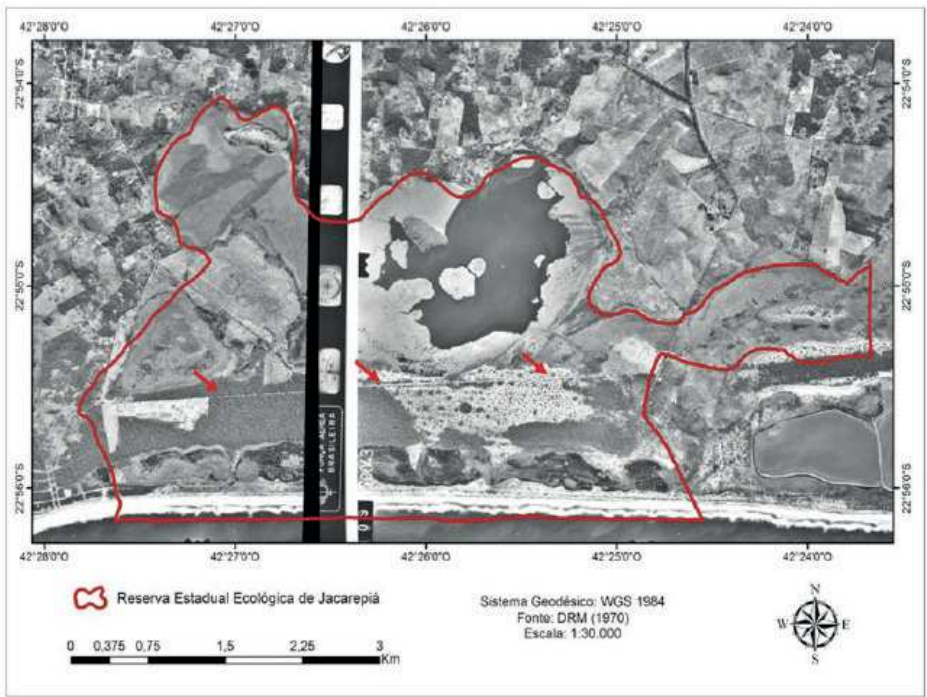 42°28'0"O 42°27'0"O 42°26'0"O 42°25'0"O 42°24'0"O
22°54'0"S 22°54'0"S
22°55'0"S 22°55'0"S
22°56'0"S 22°56'0"S
FORÇA AÉREA
BRASILEIRA
42°28'0"O 42°27'0"O 42°26'0"O 42°25'0"O 42°24'0"O
Reserva Estadual Ecológica de Jacarepiá
0 0,375 0,75 1,5 2,25 3
Km
Sistema Geodésico: WGS 1984
Fonte: DRM (1970)
Escala: 1:30.000
N
W E
S